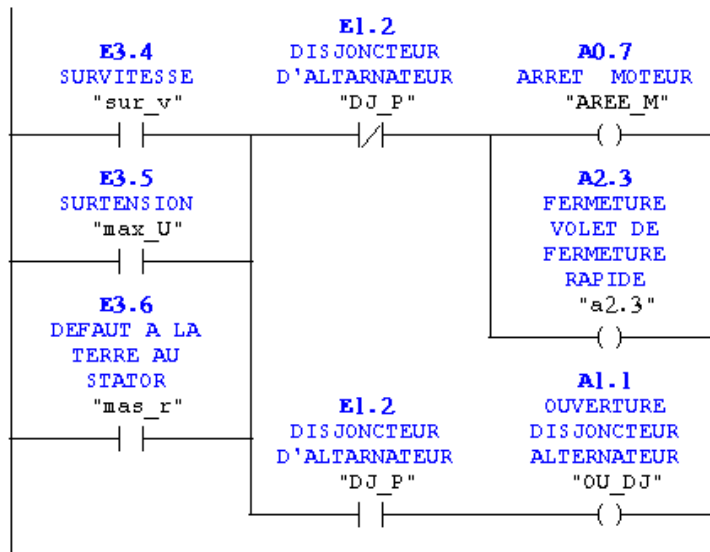 E3.4
SURVITESSE
"sur_v"
E1.2
DISJONCTEUR
D'ALTARNATEUR
"DJ_P"
A0.7
ARRET MOTEUR
"AREE_M"
E3.5
SURTENSION
"max_U"
A2.3
FERMETURE
VOLET DE
FERMETURE
RAPIDE
"a2.3"
E3.6
DEFAUT A LA
TERRE AU
STATOR
"mas_r"
E1.2
DISJONCTEUR
D'ALTARNATEUR
"DJ_P"
A1.1
OUVERTURE
DISJONCTEUR
ALTERNATEUR
"OU_DJ"